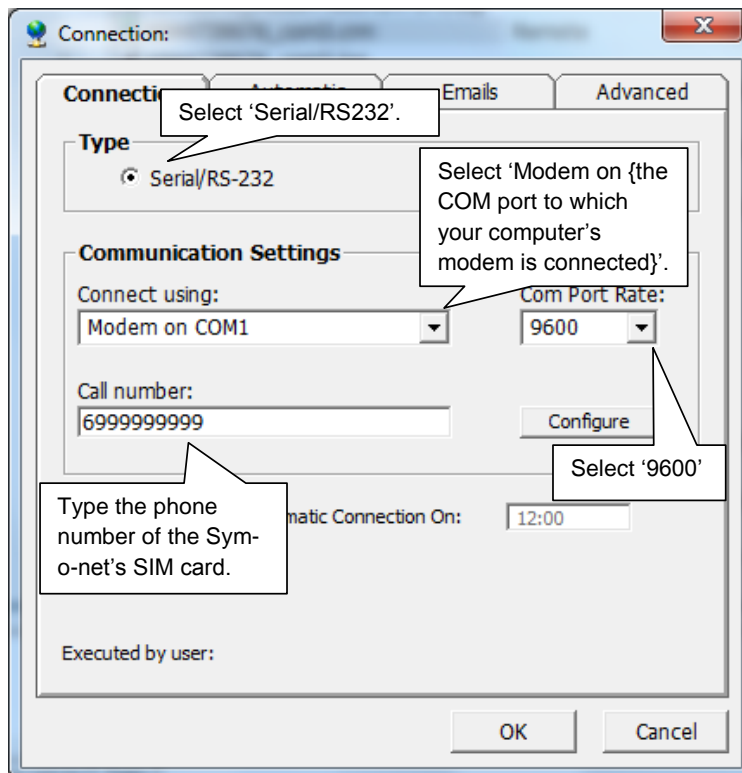 Connection:
Emails
Advanced
Select ‘Serial/RS232’.
Type
Serial/RS-232
Select ‘Modem on {the
COM port to which
your computer’s
modem is connected}’.
Communication Settings
Connect using:
Com Port Rate:
Modem on COM1
9600
Call number:
6999999999
Configure
Select ‘9600’
Type the phone
number of the Sym-
o-net’s SIM card.
Connection On:
12:00
Executed by user:
OK
Cancel